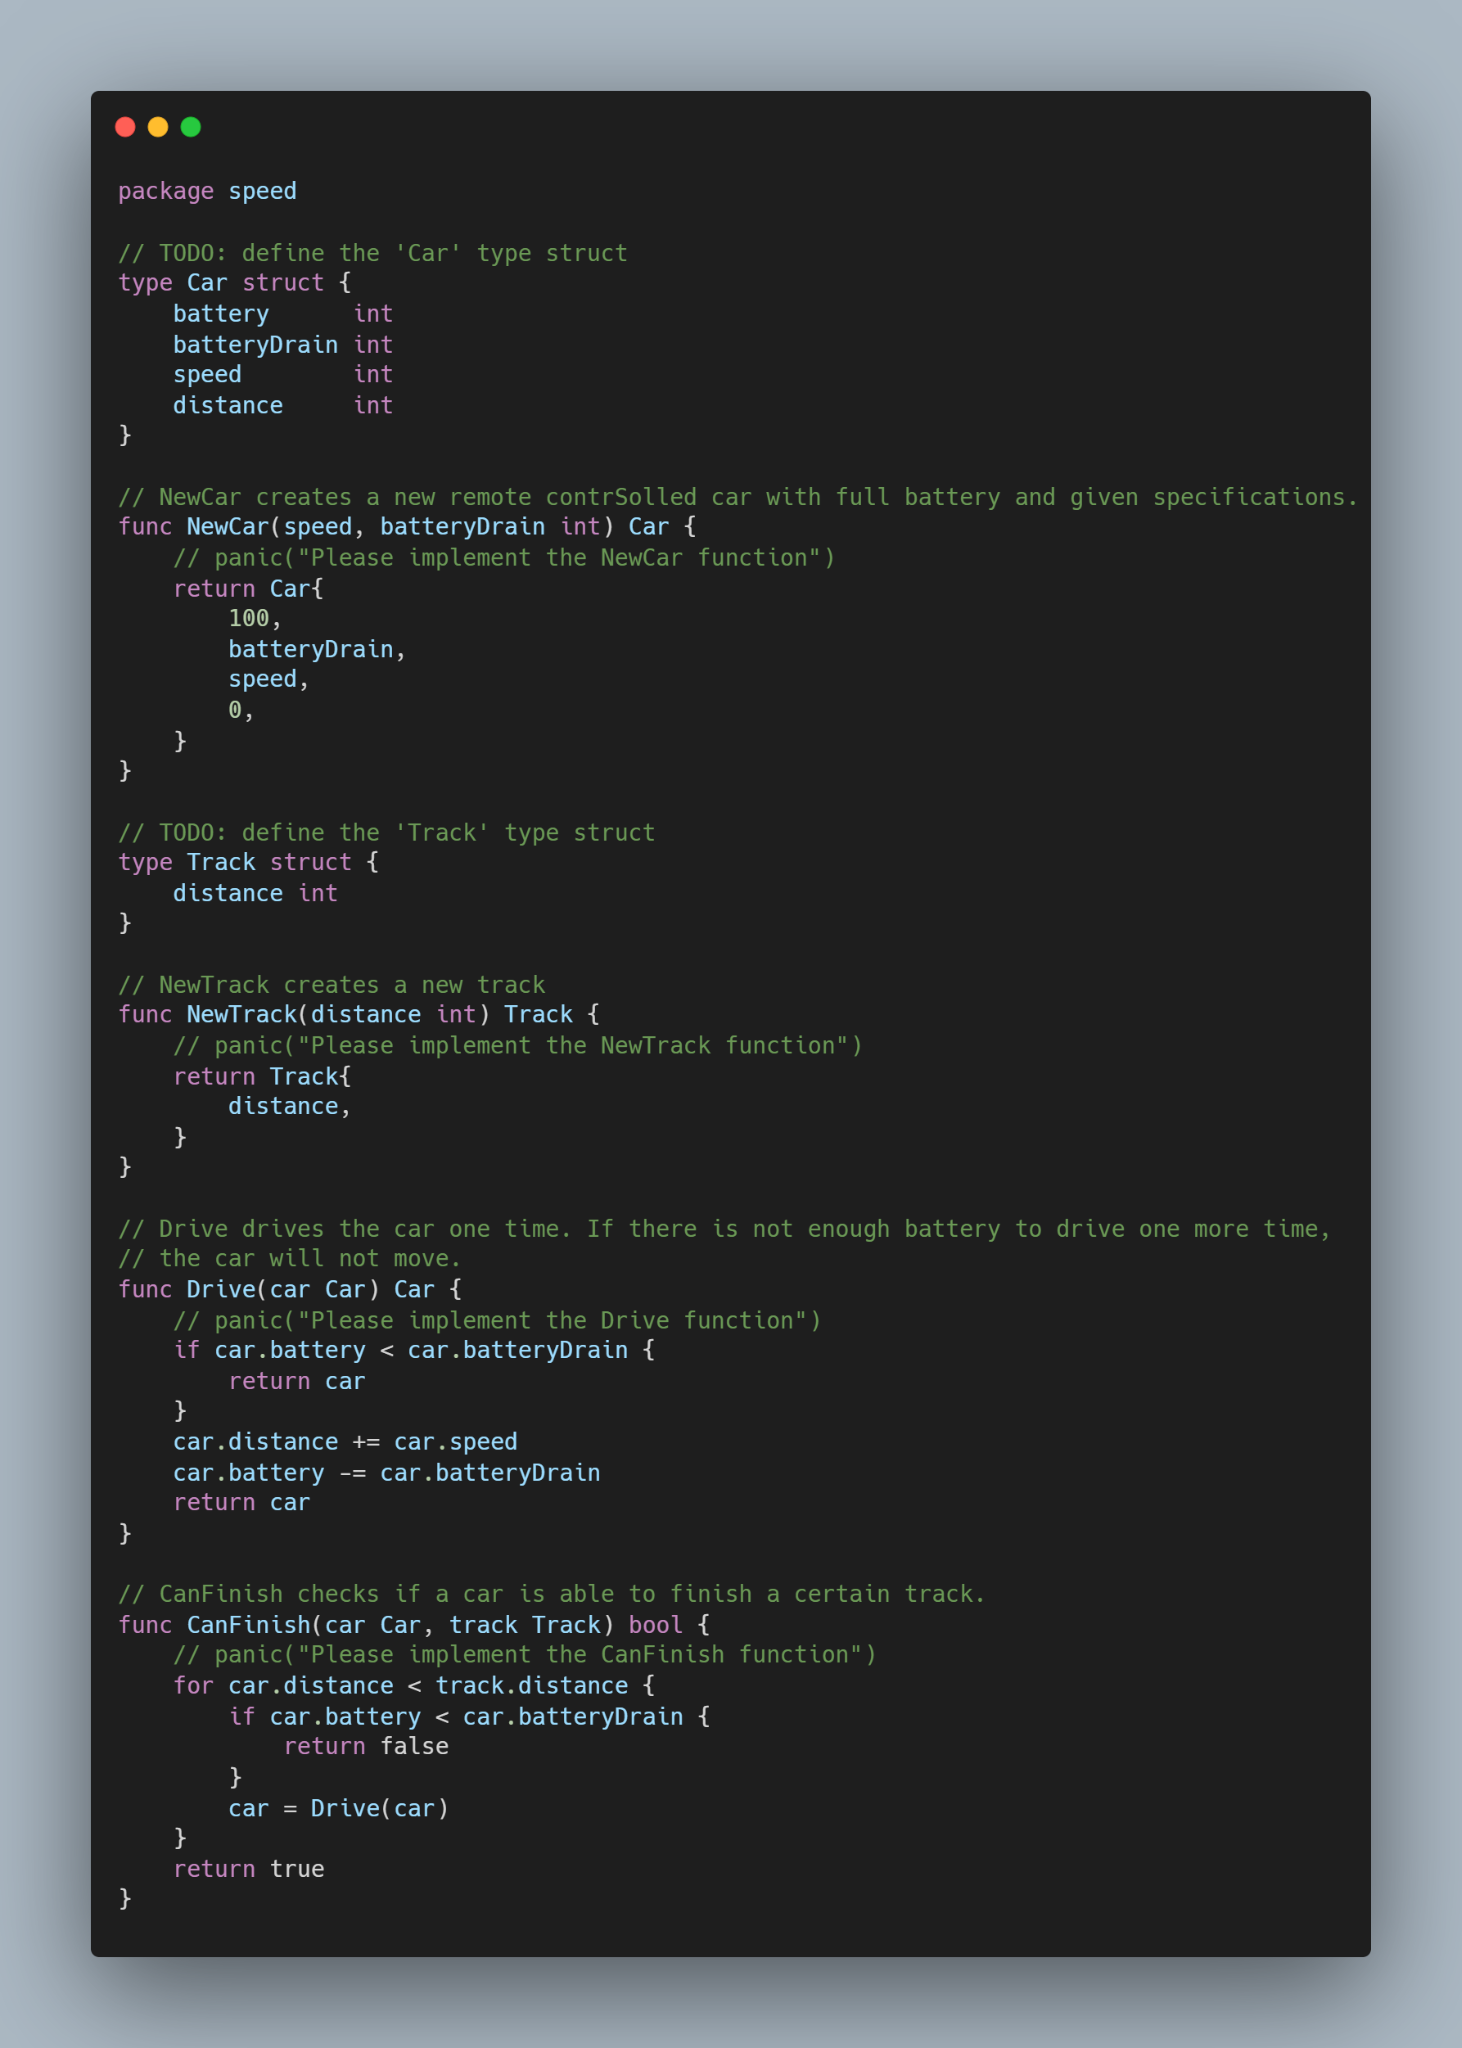 package speed

// TODO: define the 'Car' type struct
type Car struct {
    battery      int
    batteryDrain int
    speed        int
    distance     int
}

// NewCar creates a new remote contrSolled car with full battery and given specifications.
func NewCar(speed, batteryDrain int) Car {
    // panic("Please implement the NewCar function")
    return Car{
        100,
        batteryDrain,
        speed,
        0,
    }
}

// TODO: define the 'Track' type struct
type Track struct {
    distance int
}

// NewTrack creates a new track
func NewTrack(distance int) Track {
    // panic("Please implement the NewTrack function")
    return Track{
        distance,
    }
}

// Drive drives the car one time. If there is not enough battery to drive one more time,
// the car will not move.
func Drive(car Car) Car {
    // panic("Please implement the Drive function")
    if car.battery < car.batteryDrain {
        return car
    }
    car.distance += car.speed
    car.battery -= car.batteryDrain
    return car
}

// CanFinish checks if a car is able to finish a certain track.
func CanFinish(car Car, track Track) bool {
    // panic("Please implement the CanFinish function")
    for car.distance < track.distance {
        if car.battery < car.batteryDrain {
            return false
        }
        car = Drive(car)
    }
    return true
}